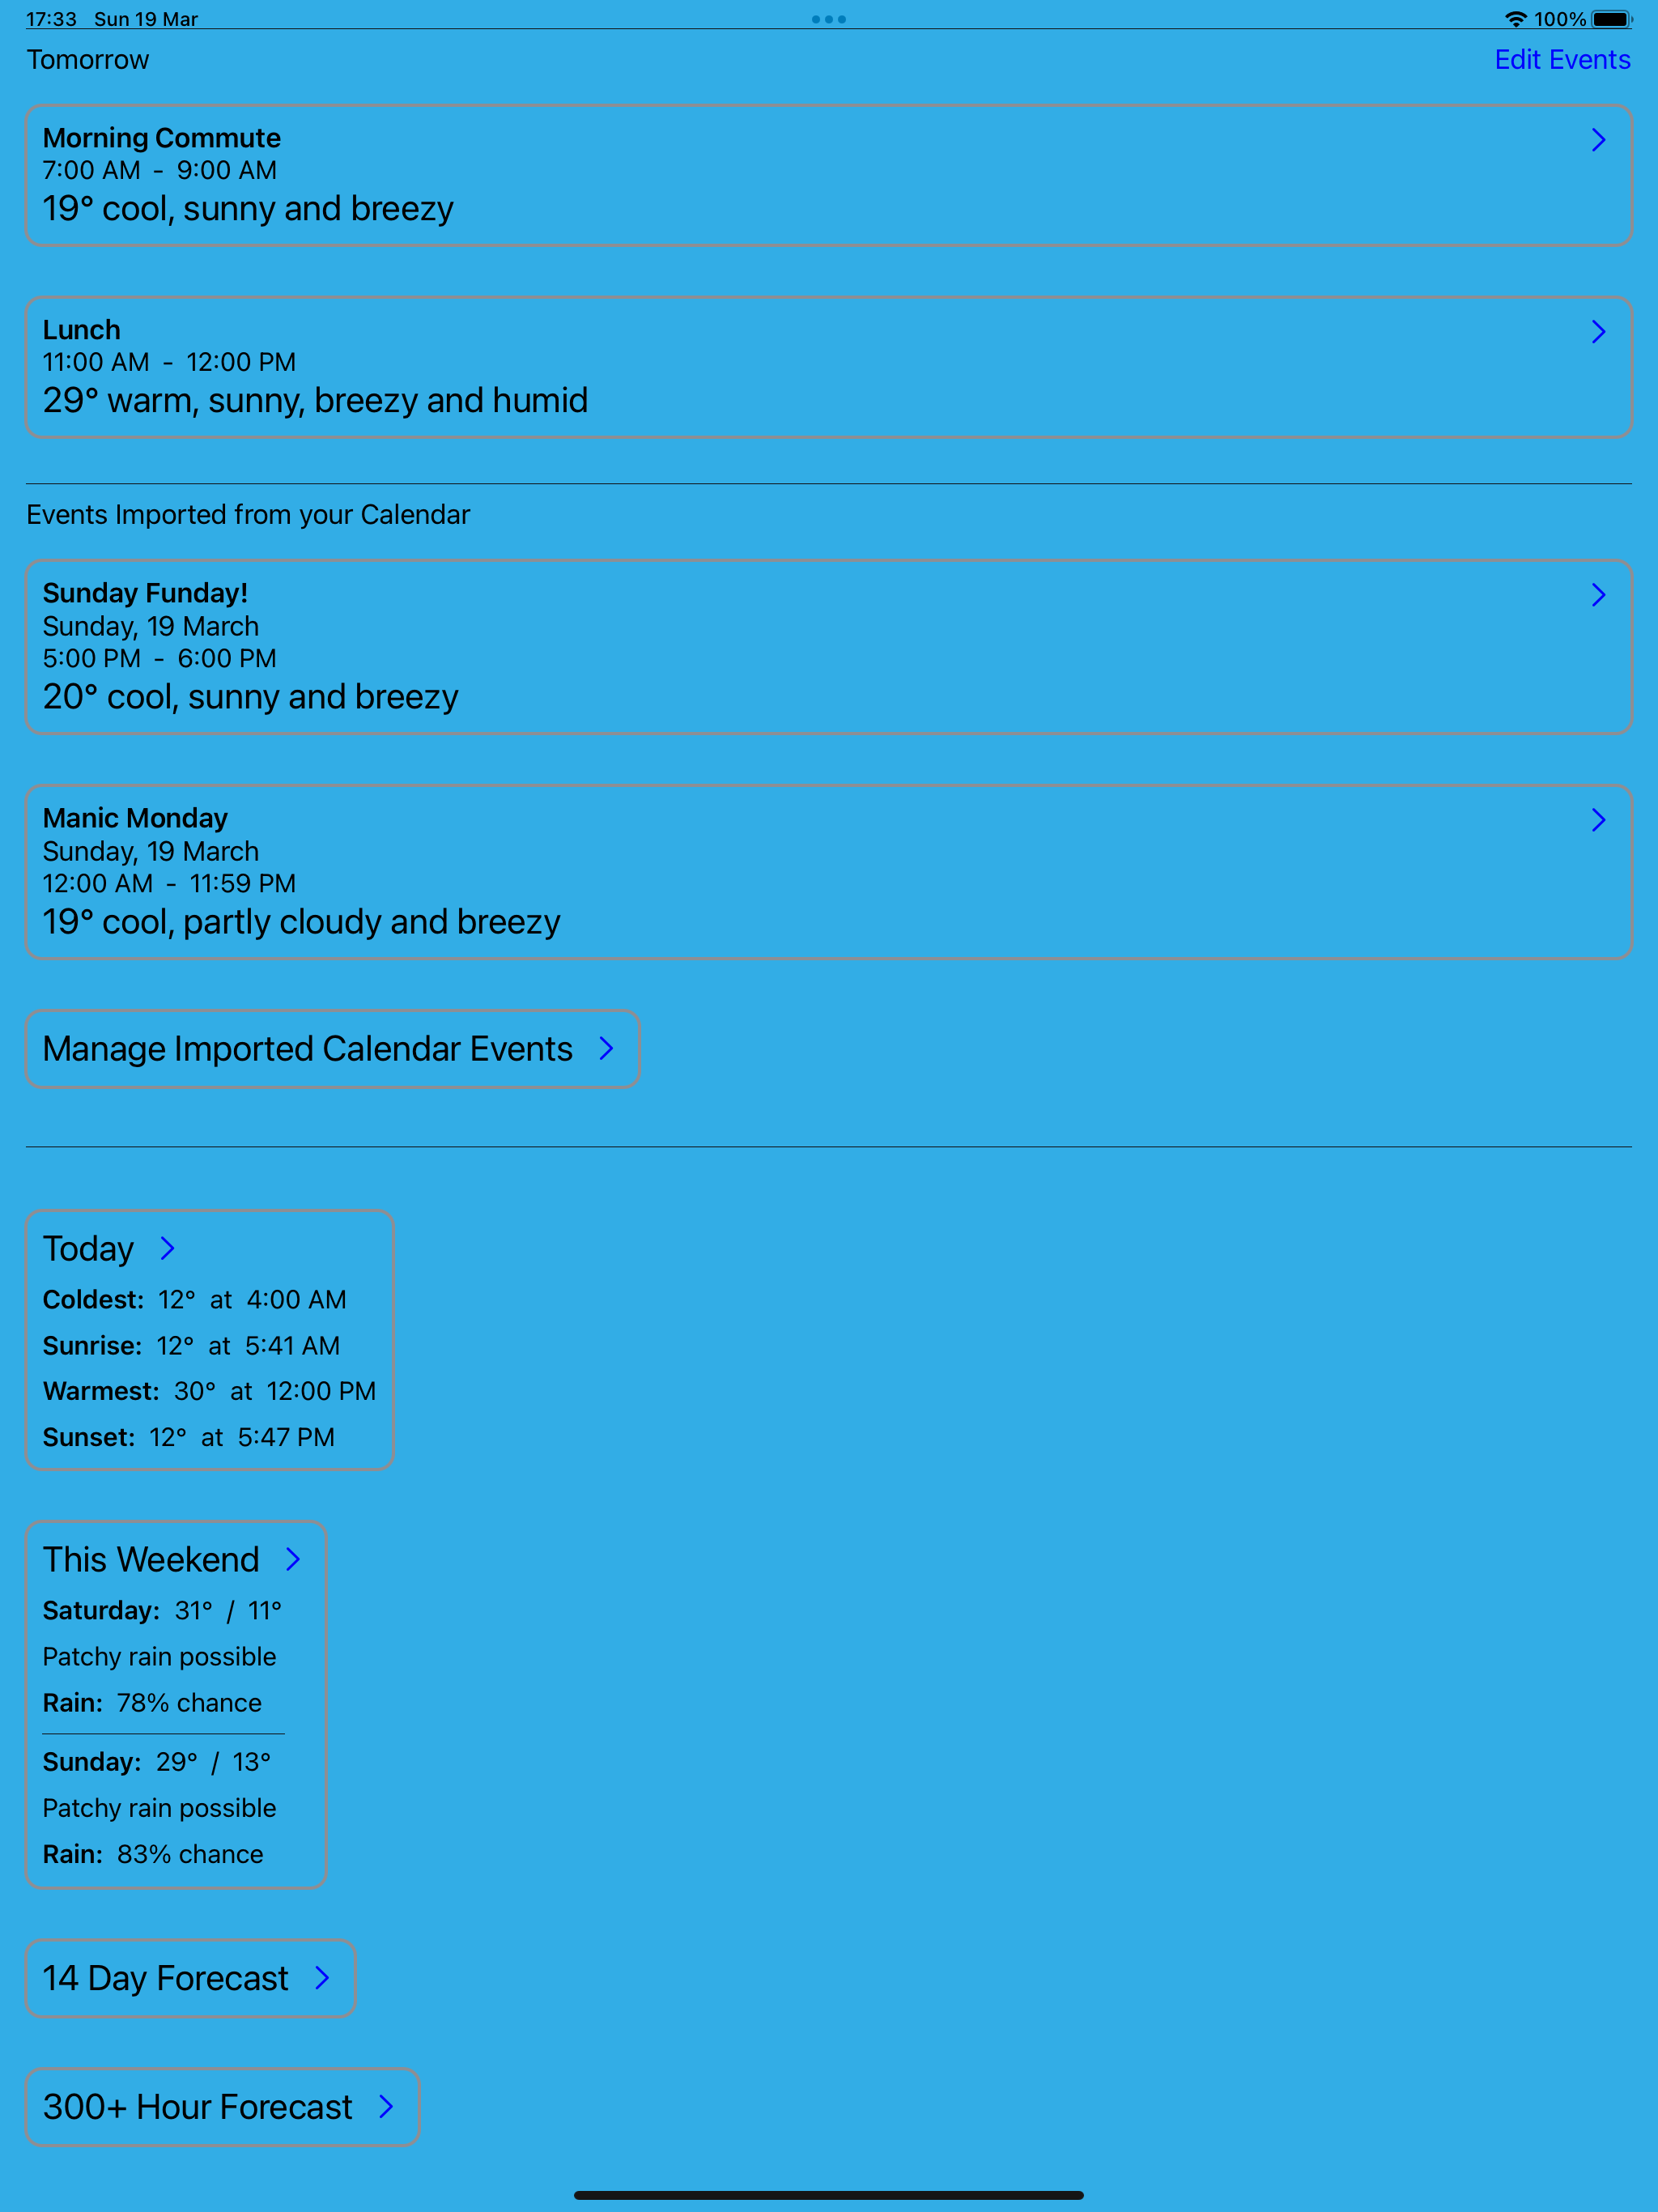 17:33 Sun 19 Mar
100%
Tomorrow
Edit Events
Morning Commute
7:00 AM - 9:00 AM
19° cool, sunny and breezy
Lunch
11:00 AM - 12:00 PM
29° warm, sunny, breezy and humid
Events Imported from your Calendar
Sunday Funday!
Sunday, 19 March
5:00 PM - 6:00 PM
20° cool, sunny and breezy
Manic Monday
Sunday, 19 March
12:00 AM - 11:59 PM
19° cool, partly cloudy and breezy
Manage Imported Calendar Events
Today
Coldest: 12° at 4:00 AM
Sunrise: 12° at 5:41 AM
Warmest: 30° at 12:00 PM
Sunset: 12° at 5:47 PM
This Weekend
Saturday: 31° / 11°
Patchy rain possible
Rain: 78% chance
Sunday: 29° / 13°
Patchy rain possible
Rain: 83% chance
14 Day Forecast
300+ Hour Forecast